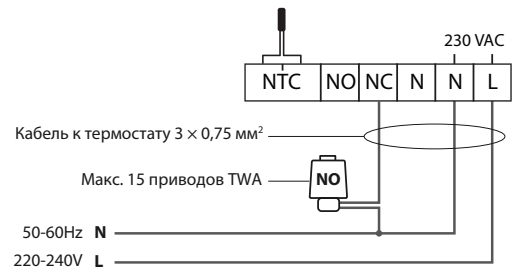 230 VAC
NTC NO NC N N L
Кабель к термостату 3 × 0,75 мм²
Макс. 15 приводов TWA NO
50-60Hz N
220-240V L